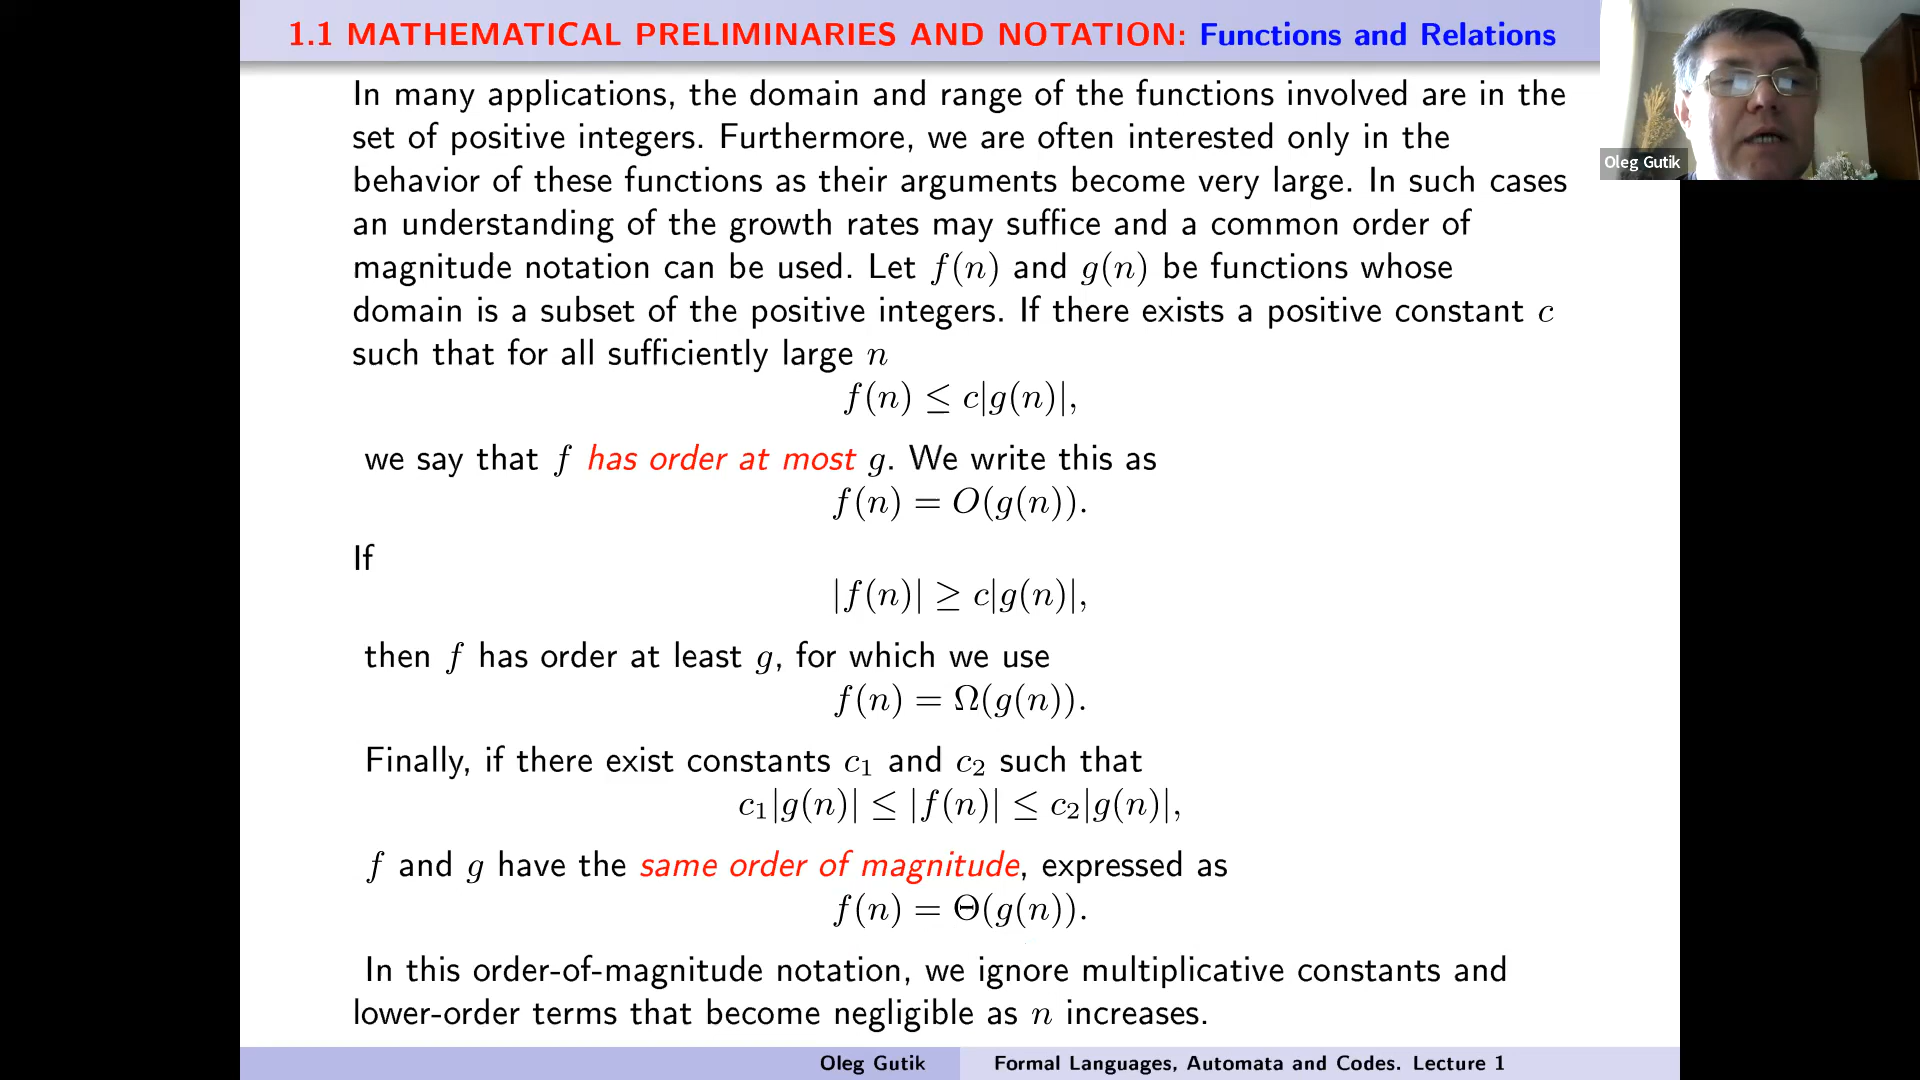 1.1 MATHEMATICAL PRELIMINARIES AND NOTATION: Functions and Relations
In many applications, the domain and range of the functions involved are in the
set of positive integers. Furthermore, we are often interested only in the
behavior of these functions as their arguments become very large. In such cases
an understanding of the growth rates may suffice and a common order of
magnitude notation can be used. Let f(n) and g(n) be functions whose
domain is a subset of the positive integers. If there exists a positive constant c
such that for all sufficiently large n
f(n) ≤ c|g(n)|,
we say that f has order at most g. We write this as
f(n) = O(g(n)).
If
|f(n)| ≥ c|g(n)|,
then f has order at least g, for which we use
f(n) = Ω(g(n)).
Finally, if there exist constants c₁ and c₂ such that
c₁|g(n)| ≤ |f(n)| ≤ c₂|g(n)|,
f and g have the same order of magnitude, expressed as
f(n) = Θ(g(n)).
In this order-of-magnitude notation, we ignore multiplicative constants and
lower-order terms that become negligible as n increases.
Oleg Gutik Formal Languages, Automata and Codes. Lecture 1
Oleg Gutik